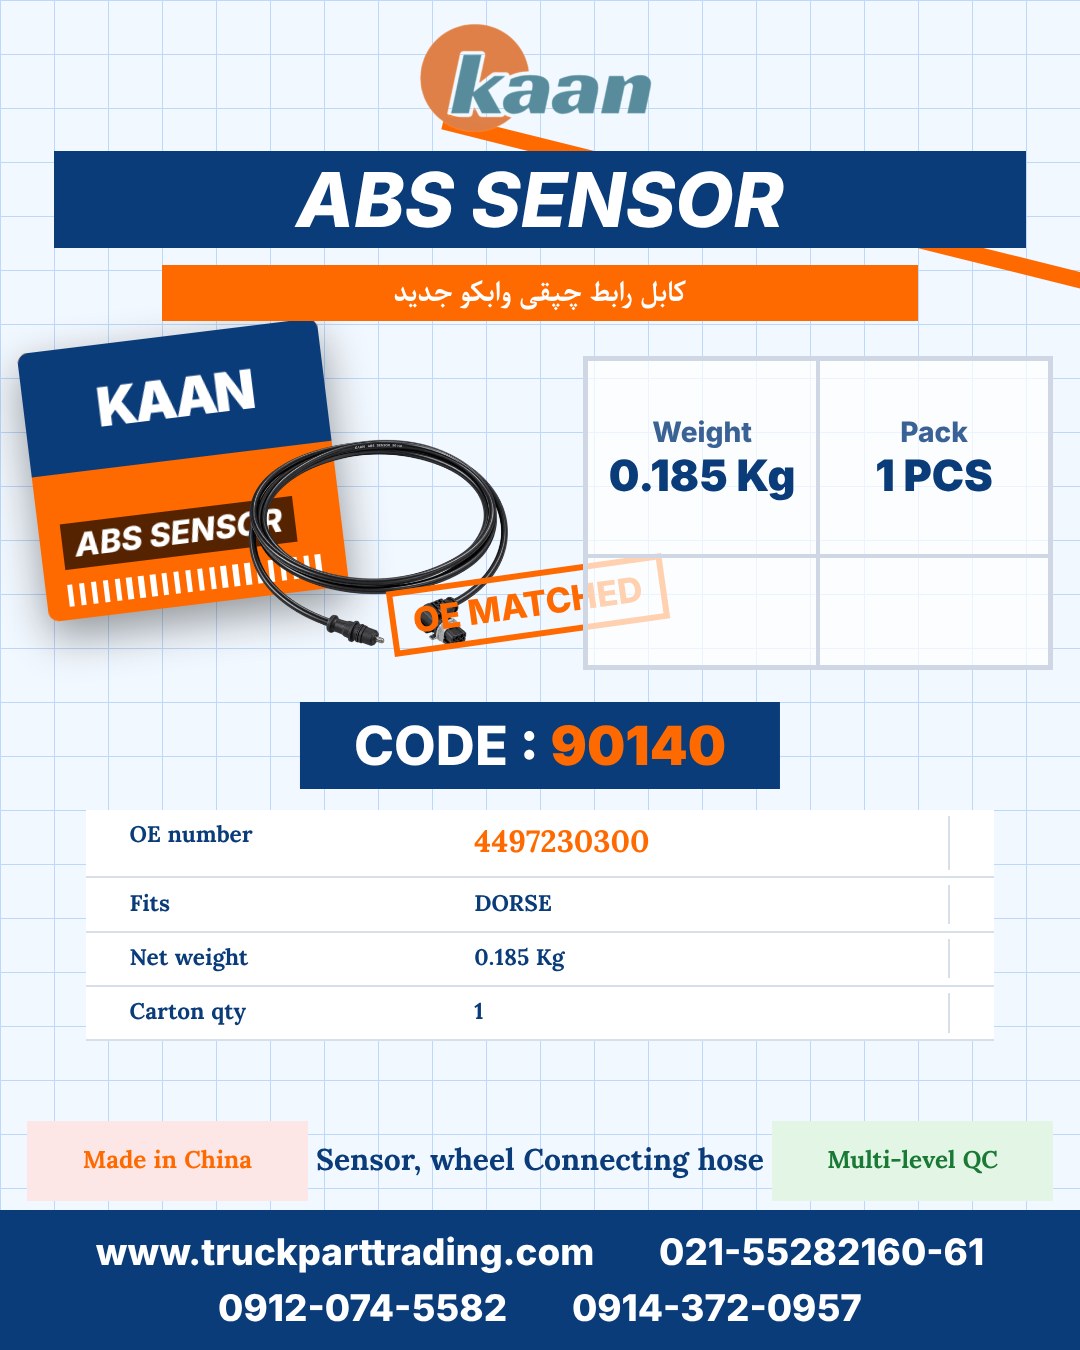 kaan
ABS SENSOR
کابل رابط چپقی وابکو جدید
KAAN
ABS SENSOR
Weight
0.185 Kg
Pack
1 PCS
OE MATCHED
CODE : 90140
OE number 4497230300
Fits DORSE
Net weight 0.185 Kg
Carton qty 1
Made in China
Sensor, wheel Connecting hose
Multi-level QC
www.truckparttrading.com 021-55282160-61
0912-074-5582 0914-372-0957